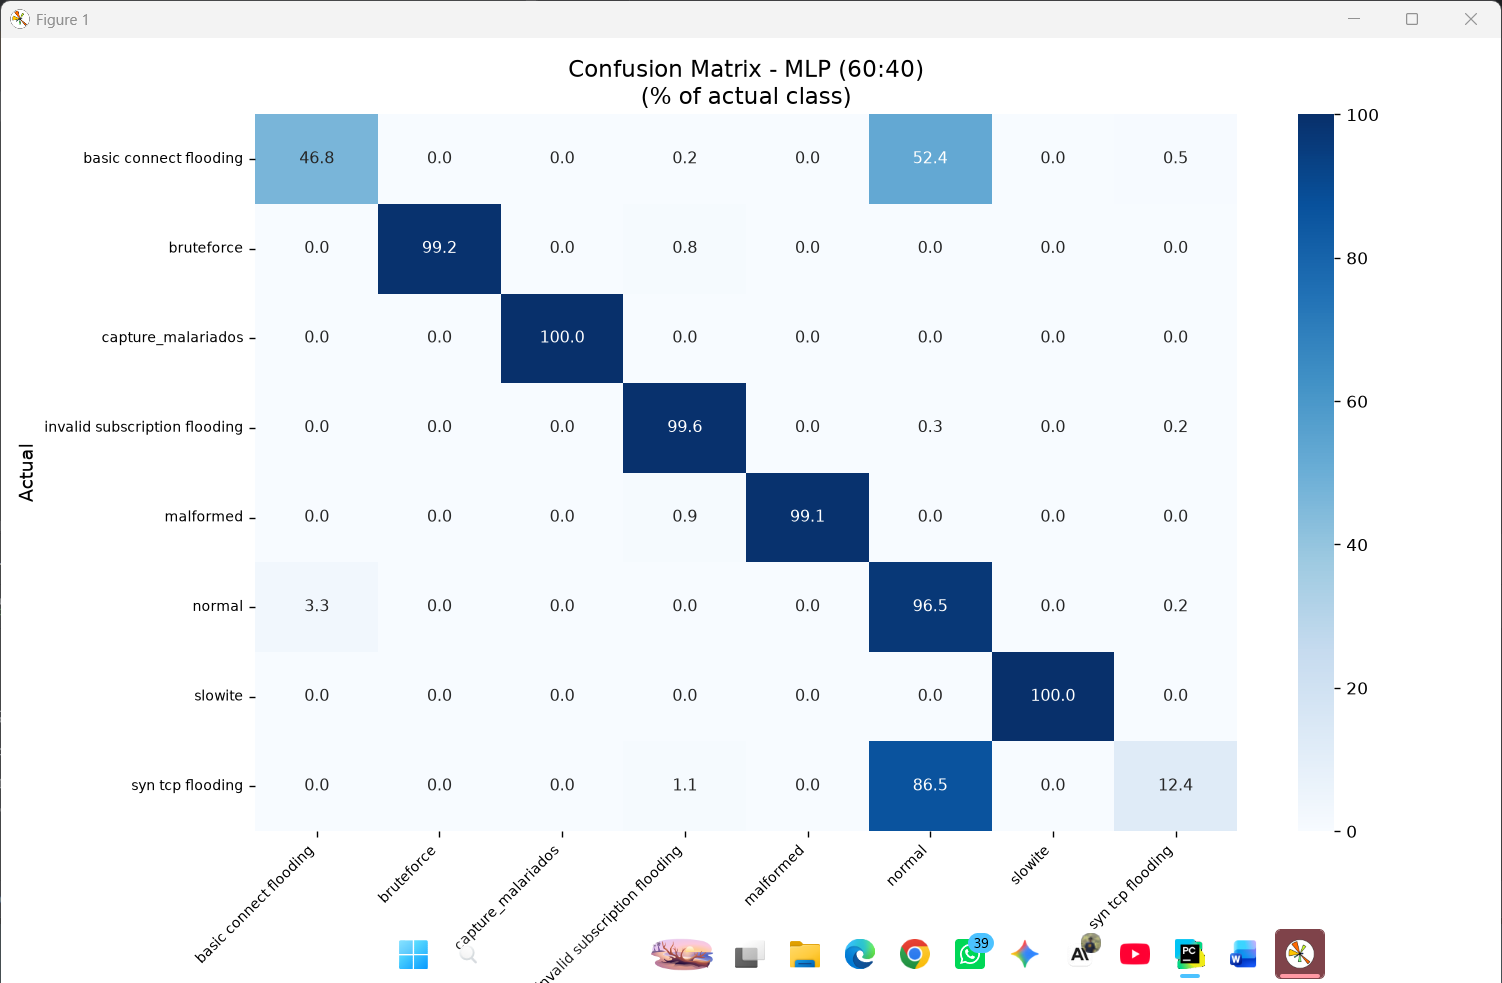 Figure 1
Confusion Matrix - MLP (60:40)
(% of actual class)
basic connect flooding 46.8 0.0 0.0 0.2 0.0 52.4 0.0 0.5
bruteforce 0.0 99.2 0.0 0.8 0.0 0.0 0.0 0.0
capture_malariados 0.0 0.0 100.0 0.0 0.0 0.0 0.0 0.0
invalid subscription flooding 0.0 0.0 0.0 99.6 0.0 0.3 0.0 0.2
malformed 0.0 0.0 0.0 0.9 99.1 0.0 0.0 0.0
normal 3.3 0.0 0.0 0.0 0.0 96.5 0.0 0.2
slowite 0.0 0.0 0.0 0.0 0.0 0.0 100.0 0.0
syn tcp flooding 0.0 0.0 0.0 1.1 0.0 86.5 0.0 12.4
Actual
100
80
60
40
20
0
basic connect flooding
bruteforce
capture_malariados
invalid subscription flooding
malformed
normal
slowite
syn tcp flooding
39
A\
PC
W